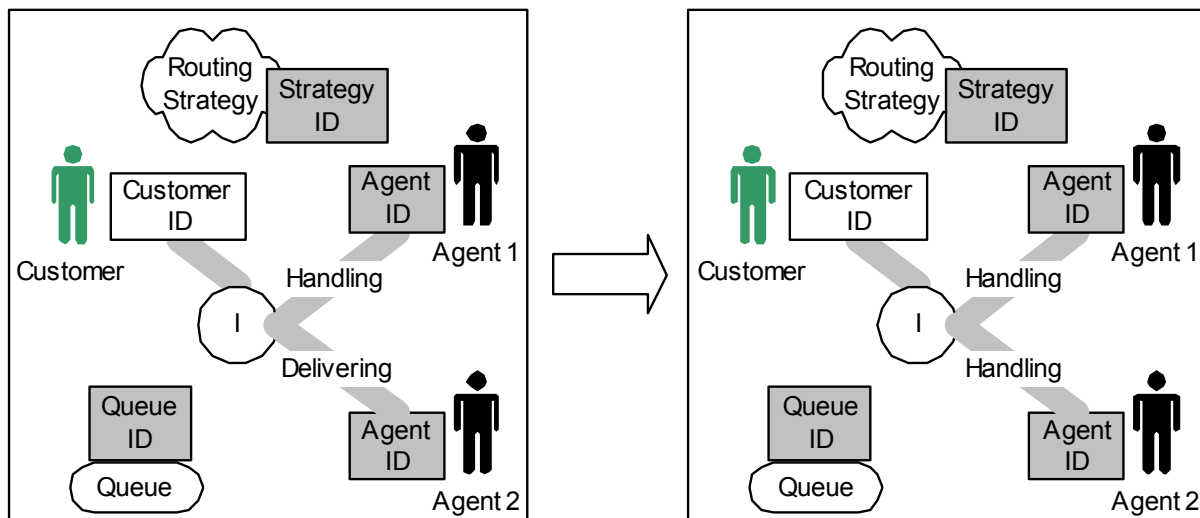 Routing
Strategy
Strategy
ID
Customer
ID
Agent
ID
Customer
Agent 1
Handling
I
Delivering
Queue
ID
Agent
ID
Queue
Agent 2
Routing
Strategy
Strategy
ID
Customer
ID
Agent
ID
Customer
Agent 1
Handling
I
Handling
Queue
ID
Agent
ID
Queue
Agent 2